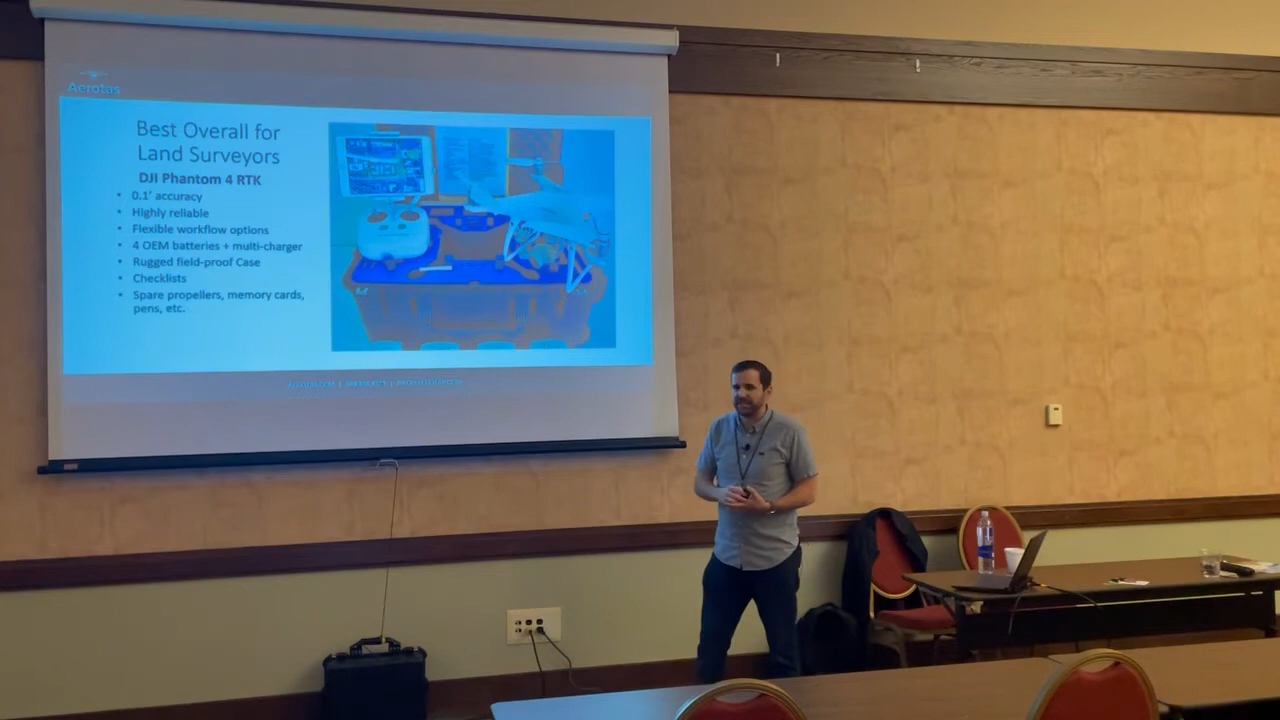 Aerotas
Best Overall for
Land Surveyors
DJI Phantom 4 RTK
• 0.1' accuracy
• Highly reliable
• Flexible workflow options
• 4 OEM batteries + multi-charger
• Rugged field-proof Case
• Checklists
• Spare propellers, memory cards,
pens, etc.